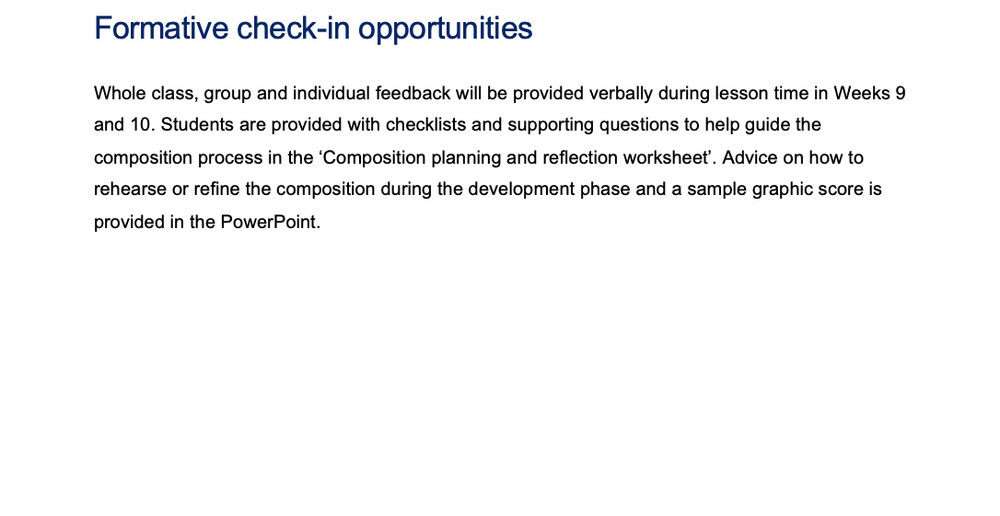 Formative check-in opportunities
Whole class, group and individual feedback will be provided verbally during lesson time in Weeks 9
and 10. Students are provided with checklists and supporting questions to help guide the
composition process in the ‘Composition planning and reflection worksheet’. Advice on how to
rehearse or refine the composition during the development phase and a sample graphic score is
provided in the PowerPoint.